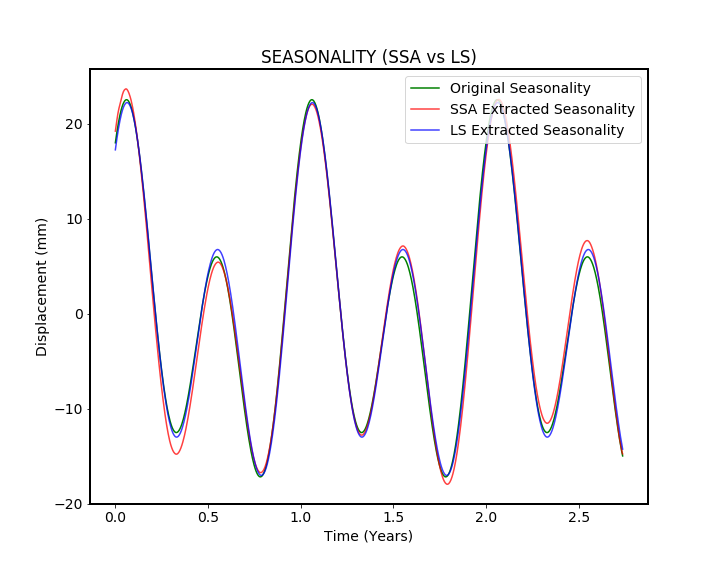 SEASONALITY (SSA vs LS)
Original Seasonality
SSA Extracted Seasonality
LS Extracted Seasonality
20
10
0
−10
−20
Displacement (mm)
0.0 0.5 1.0 1.5 2.0 2.5
Time (Years)